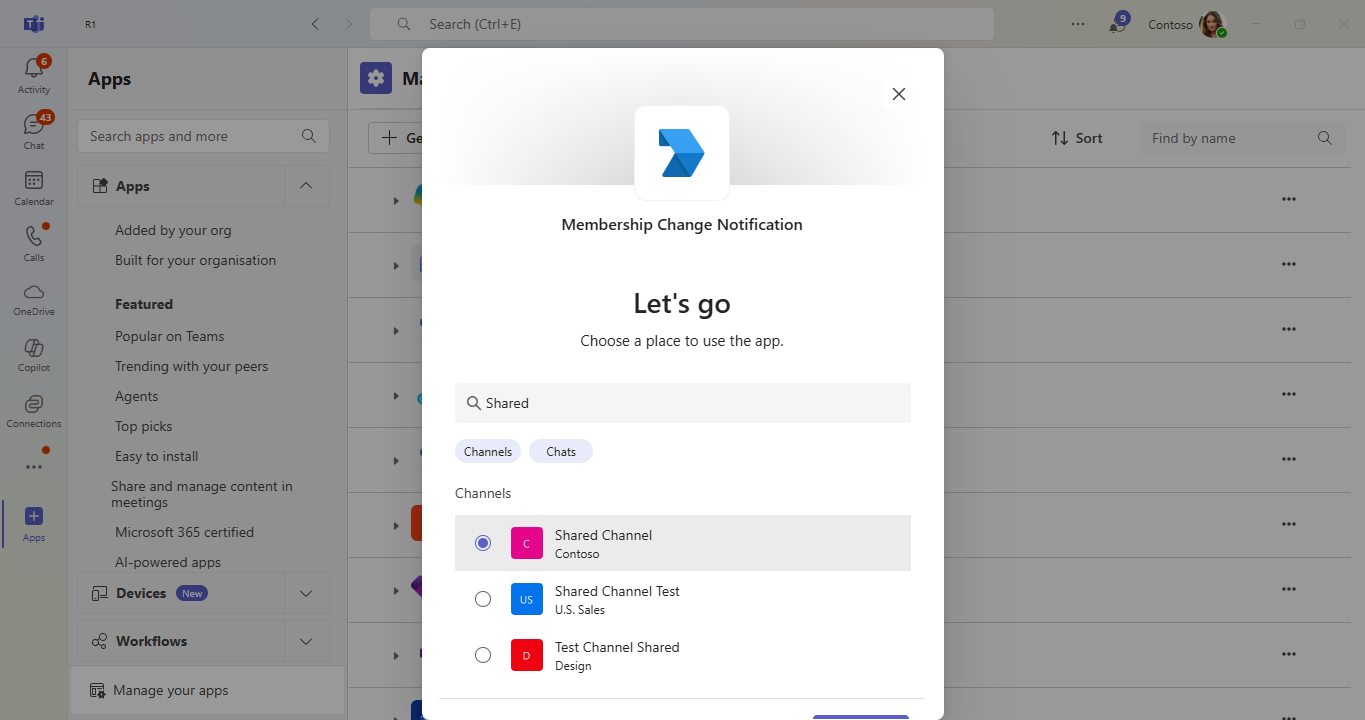 R1
Search (Ctrl+E)
9
Contoso
6
Activity
43
Chat
Calendar
Calls
OneDrive
Copilot
Connections
Apps
Apps
Search apps and more
Apps
Added by your org
Built for your organisation
Featured
Popular on Teams
Trending with your peers
Agents
Top picks
Easy to install
Share and manage content in
meetings
Microsoft 365 certified
AI-powered apps
Devices New
Workflows
Manage your apps
Sort
Find by name
Membership Change Notification
Let's go
Choose a place to use the app.
Shared
Channels Chats
Channels
C
Shared Channel
Contoso
US
Shared Channel Test
U.S. Sales
D
Test Channel Shared
Design